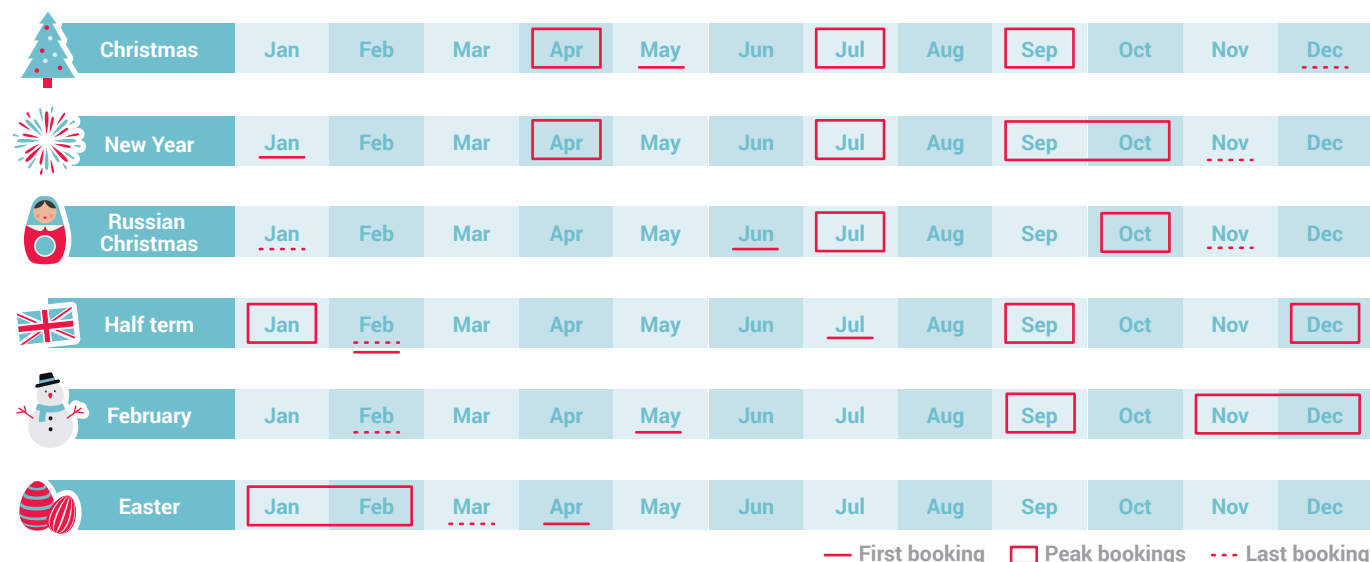 Christmas Jan Feb Mar Apr May Jun Jul Aug Sep Oct Nov Dec
New Year Jan Feb Mar Apr May Jun Jul Aug Sep Oct Nov Dec
Russian
Christmas Jan Feb Mar Apr May Jun Jul Aug Sep Oct Nov Dec
Half term Jan Feb Mar Apr May Jun Jul Aug Sep Oct Nov Dec
February Jan Feb Mar Apr May Jun Jul Aug Sep Oct Nov Dec
Easter Jan Feb Mar Apr May Jun Jul Aug Sep Oct Nov Dec
First booking Peak bookings Last booking